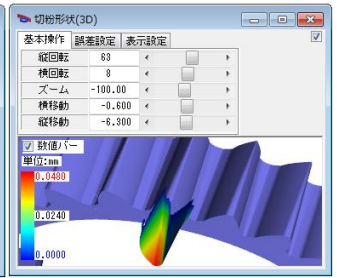 切粉形状(3D)
基本操作 誤差設定 表示設定
縦回転 63
横回転 8
ズーム -100.00
横移動 -0.600
縦移動 -6.300
数値バー
単位:mm
0.0480
0.0240
0.0000